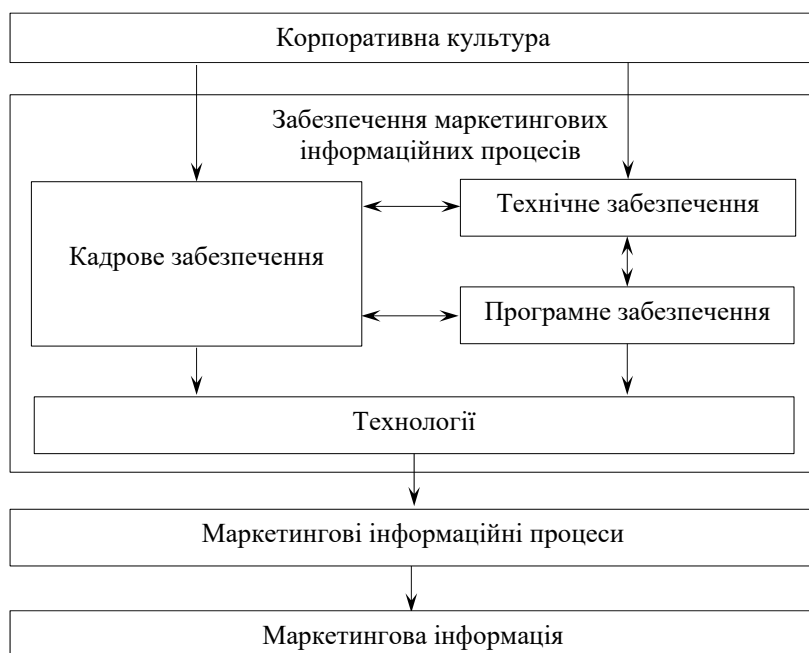 Корпоративна культура
Забезпечення маркетингових
інформаційних процесів
Технічне забезпечення
Кадрове забезпечення
Програмне забезпечення
Технології
Маркетингові інформаційні процеси
Маркетингова інформація